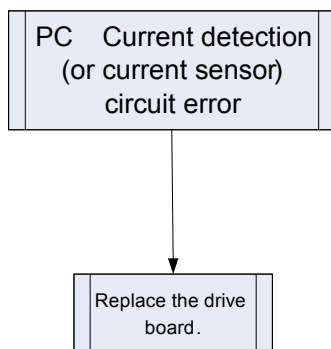 PC Current detection
(or current sensor)
circuit error
Replace the drive
board.